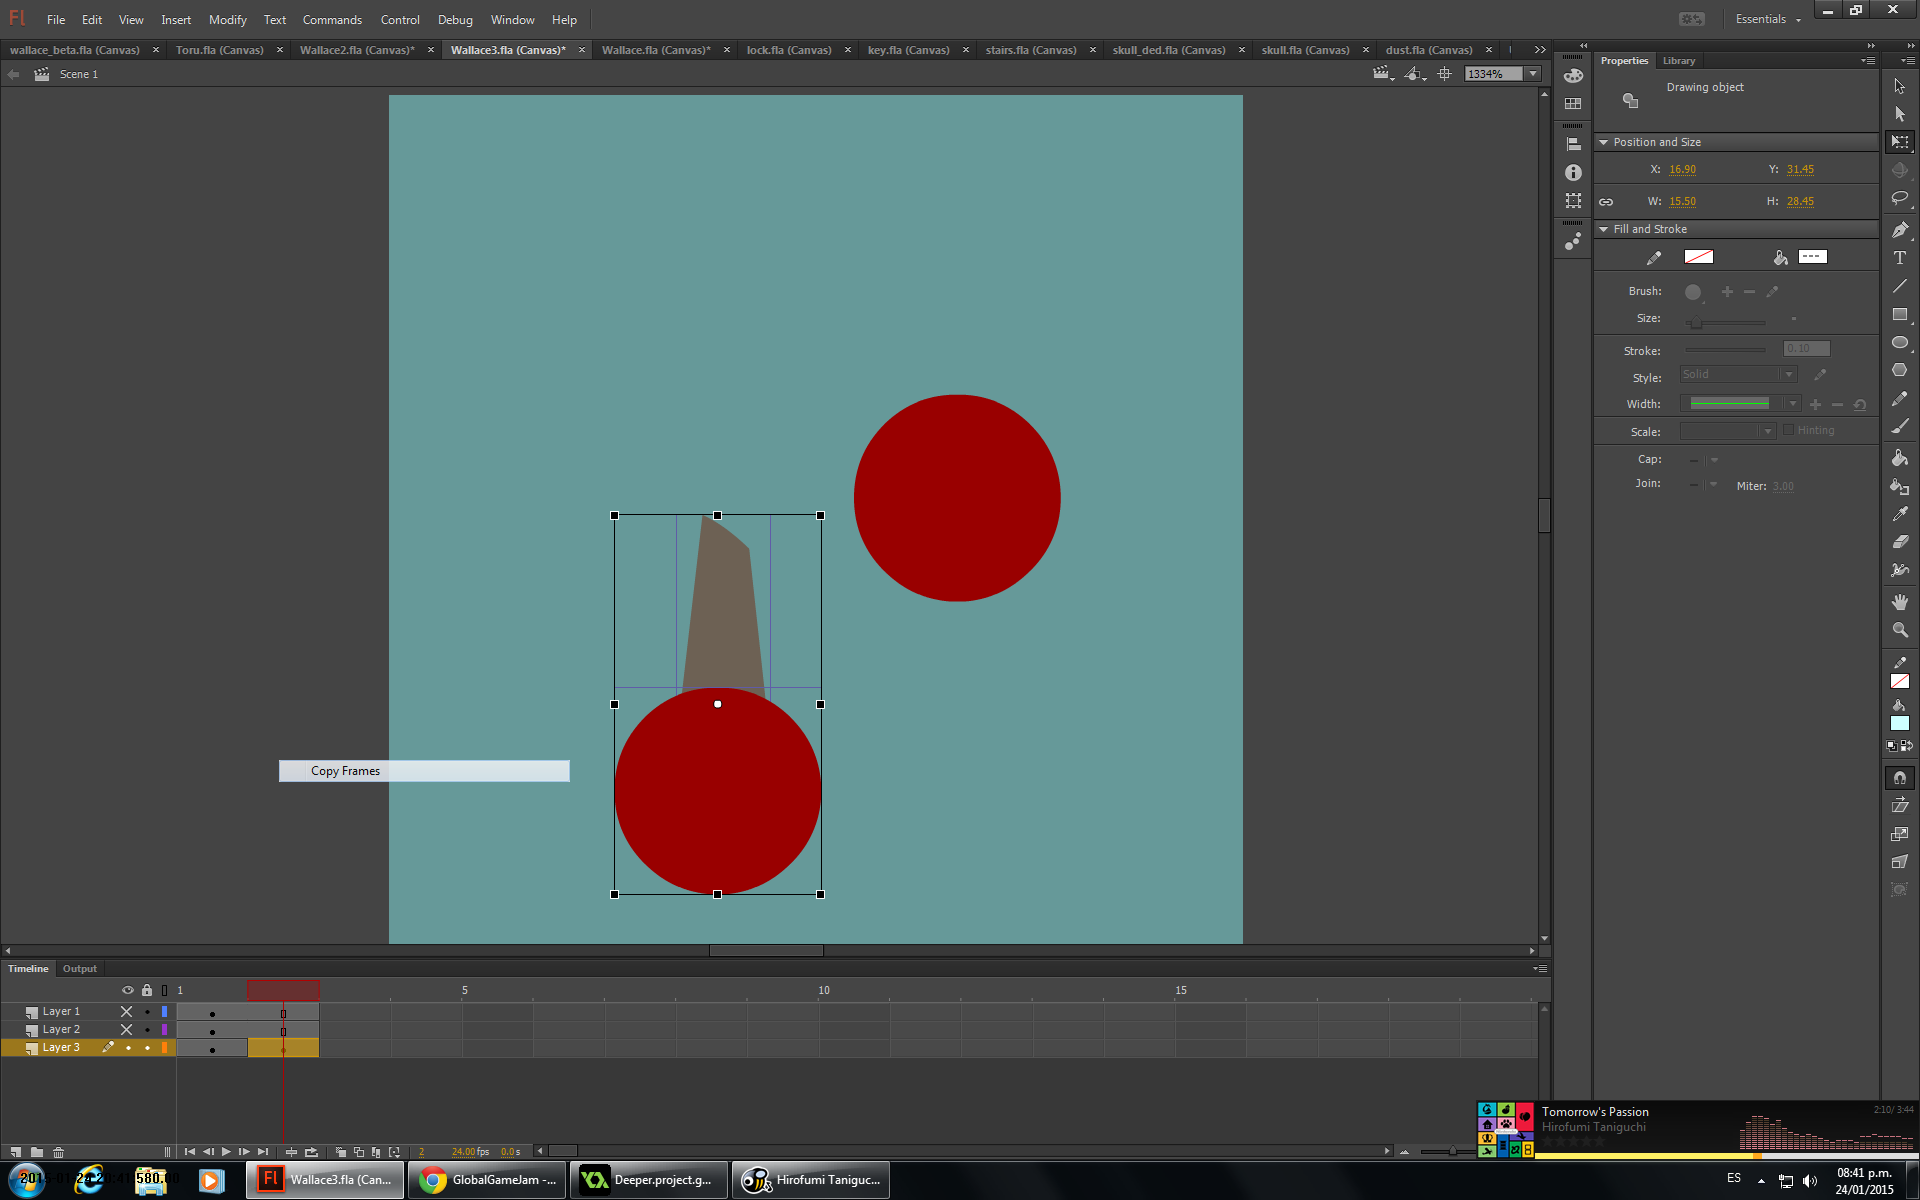 Fl File Edit View Insert Modify Text Commands Control Debug Window Help Essentials
wallace_beta.fla (Canvas) Toru.fla (Canvas) Wallace2.fla (Canvas)* Wallace3.fla (Canvas)* Wallace.fla (Canvas)* lock.fla (Canvas) key.fla (Canvas) stairs.fla (Canvas) skull_ded.fla (Canvas) skull.fla (Canvas) dust.fla (Canvas)
Scene 1 1334%
Properties Library
Drawing object
Position and Size
X: 16.90 Y: 31.45
W: 15.50 H: 28.45
Fill and Stroke
Brush:
Size:
Stroke: 0.10
Style: Solid
Width:
Scale: Hinting
Cap:
Join: Miter: 3.00
Copy Frames
Timeline Output
1 5 10 15
Layer 1
Layer 2
Layer 3
2 24.00 fps 0.0 s
Tomorrow's Passion 2:10/ 3:44
Hirofumi Taniguchi
Wallace3.fla (Can... GlobalGameJam -... Deeper.project.g... Hirofumi Taniguc...
ES 08:41 p.m.
24/01/2015